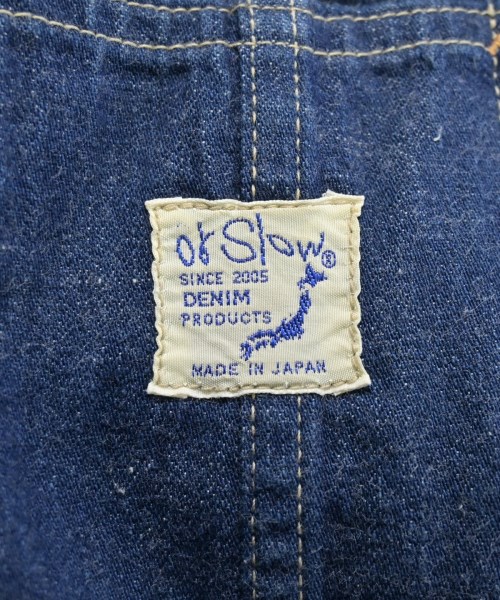 orSlow®
SINCE 2005
DENIM
PRODUCTS
MADE IN JAPAN